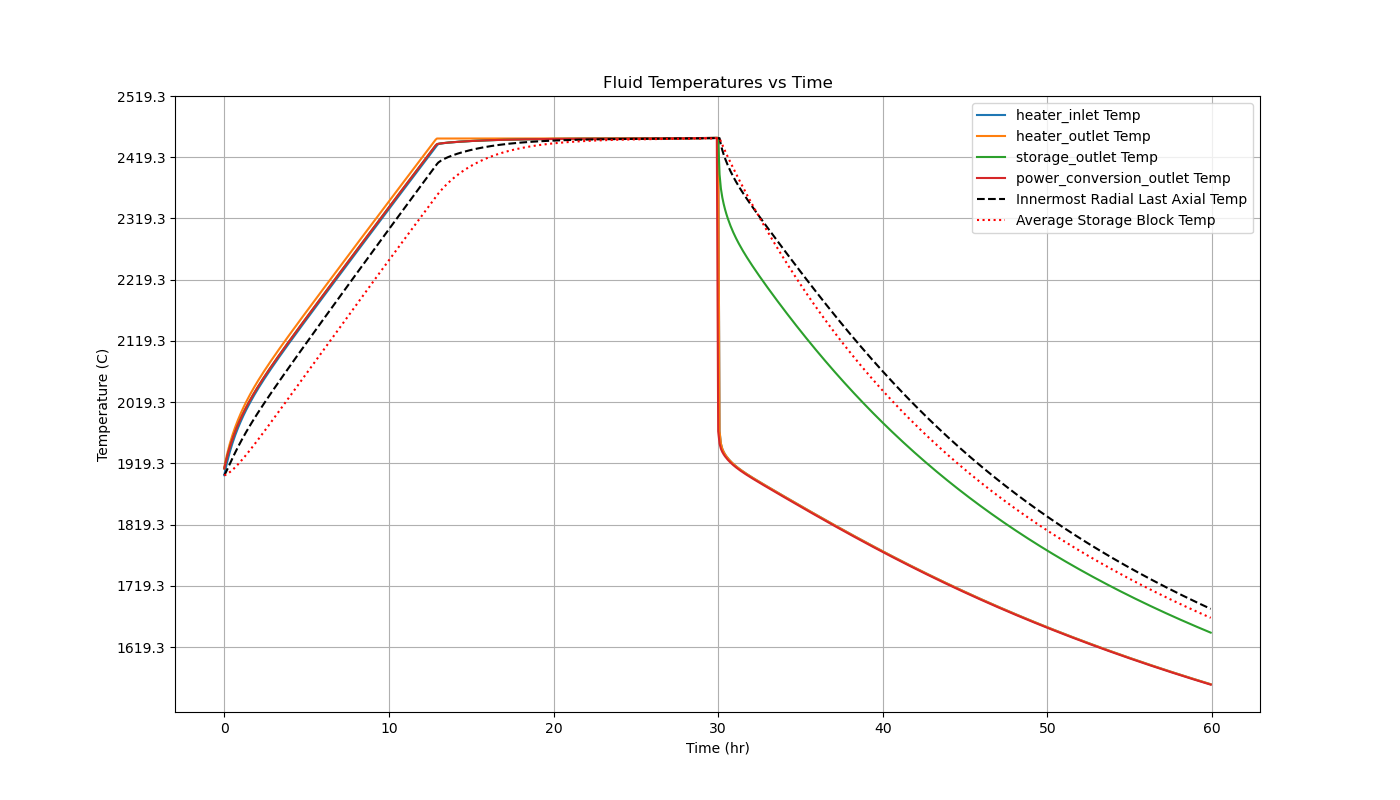 Fluid Temperatures vs Time
2519.3
2419.3
2319.3
2219.3
2119.3
2019.3
1919.3
1819.3
1719.3
1619.3
Temperature (C)
heater_inlet Temp
heater_outlet Temp
storage_outlet Temp
power_conversion_outlet Temp
Innermost Radial Last Axial Temp
Average Storage Block Temp
0 10 20 30 40 50 60
Time (hr)